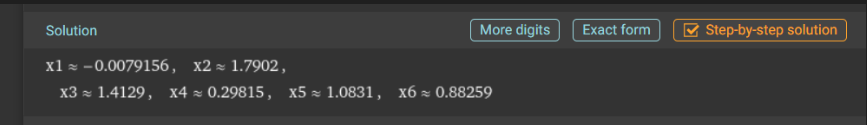 Solution More digits Exact form Step-by-step solution
x1 ≈ −0.0079156, x2 ≈ 1.7902,
x3 ≈ 1.4129, x4 ≈ 0.29815, x5 ≈ 1.0831, x6 ≈ 0.88259